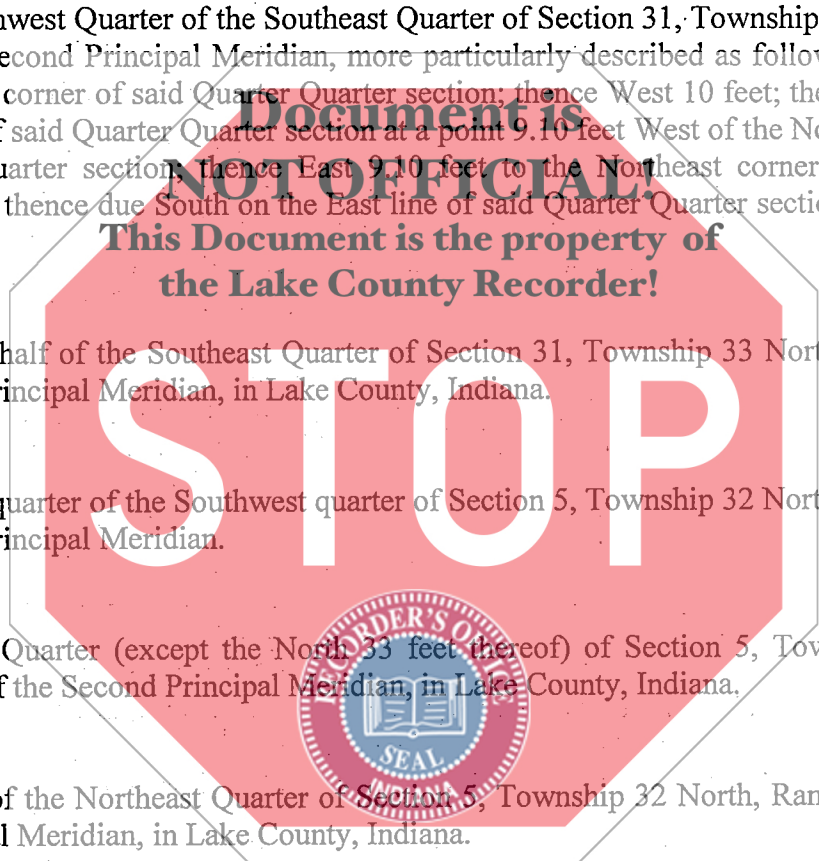 west Quarter of the Southeast Quarter of Section 31, Township
econd Principal Meridian, more particularly described as follow
corner of said Quarter Quarter section; thence West 10 feet; the
Document is
f said Quarter Quarter section at a point 9.10 feet West of the No
uarter section; thence East 9.10 feet to the Northeast corner
NOT OFFICIAL!
thence due South on the East line of said Quarter Quarter sectio
This Document is the property of
the Lake County Recorder!
half of the Southeast Quarter of Section 31, Township 33 Nort
rincipal Meridian, in Lake County, Indiana.
STOP
quarter of the Southwest quarter of Section 5, Township 32 Nort
rincipal Meridian.
RECORDER'S OFFICE
Quarter (except the North 33 feet thereof) of Section 5, Tow
f the Second Principal Meridian, in Lake County, Indiana.
SEAL
of the Northeast Quarter of Section 5, Township 32 North, Ran
l Meridian, in Lake County, Indiana.